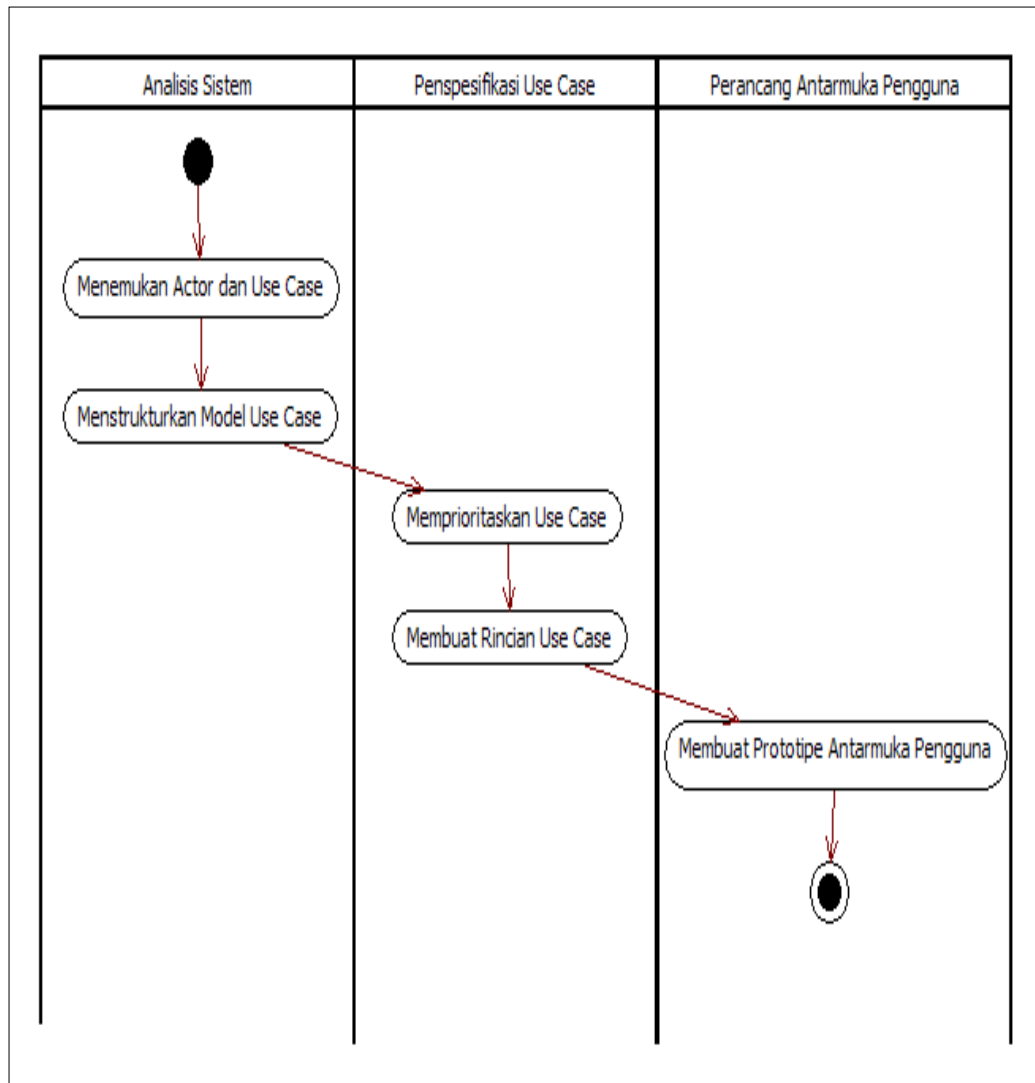 Analisis Sistem
Penspesifikasi Use Case
Perancang Antarmuka Pengguna
Menemukan Actor dan Use Case
Menstrukturkan Model Use Case
Memprioritaskan Use Case
Membuat Rincian Use Case
Membuat Prototipe Antarmuka Pengguna